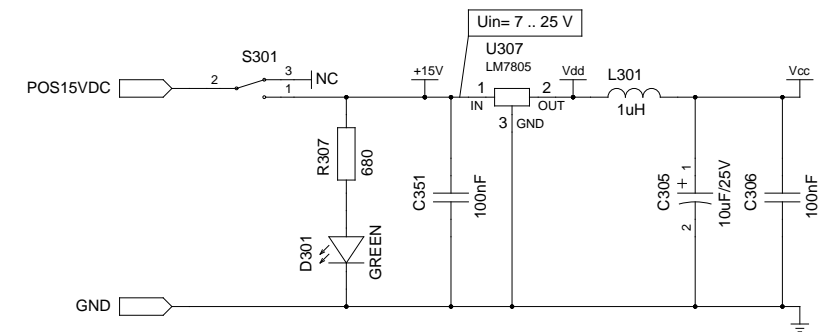 Uin= 7 .. 25 V
S301
U307
LM7805
+15V
Vdd
L301
Vcc
POS15VDC
2
3
NC
1
1
IN
2
OUT
3
GND
1uH
R307
680
C351
100nF
C305
+
1
2
10uF/25V
C306
100nF
D301
GREEN
GND